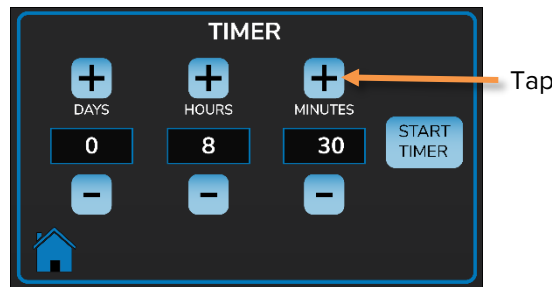 TIMER
+ + +
Tap
DAYS HOURS MINUTES
0 8 30
START
TIMER
- - -